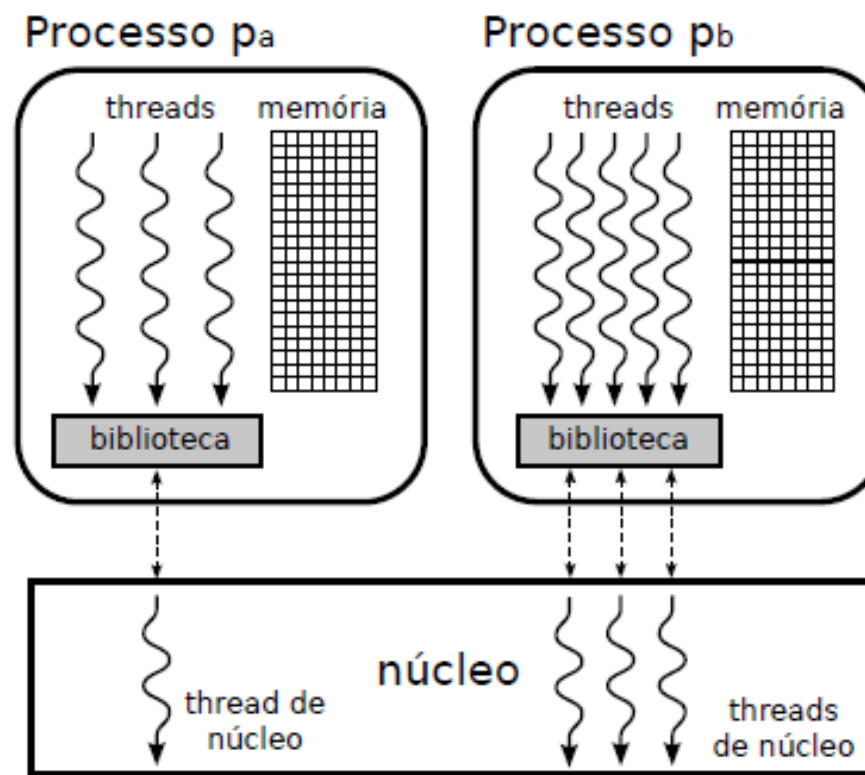 Processo pa
Processo pb
threads
memória
threads
memória
biblioteca
biblioteca
núcleo
thread de
núcleo
threads
de núcleo